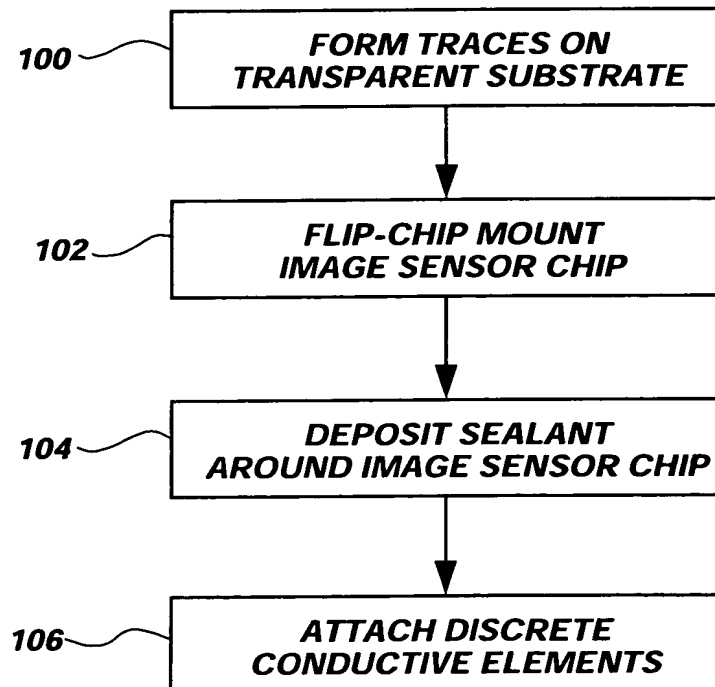 100
FORM TRACES ON
TRANSPARENT SUBSTRATE
102
FLIP-CHIP MOUNT
IMAGE SENSOR CHIP
104
DEPOSIT SEALANT
AROUND IMAGE SENSOR CHIP
106
ATTACH DISCRETE
CONDUCTIVE ELEMENTS